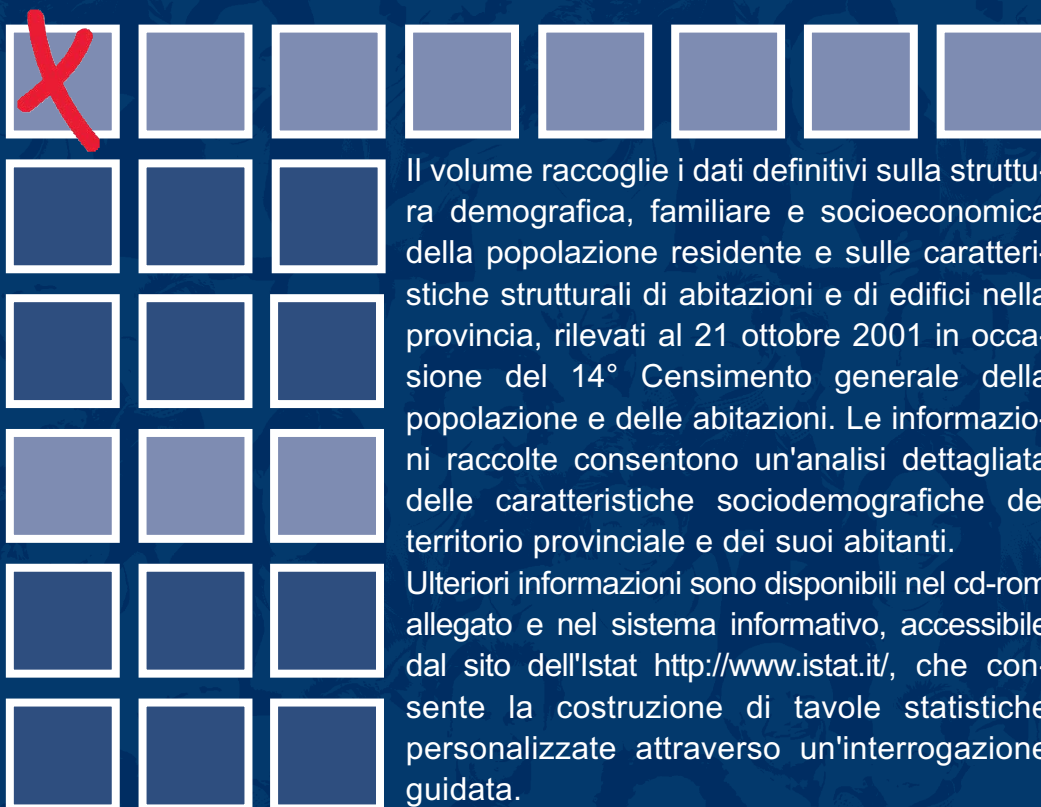 Il volume raccoglie i dati definitivi sulla struttu-
ra demografica, familiare e socioeconomica
della popolazione residente e sulle caratteri-
stiche strutturali di abitazioni e di edifici nella
provincia, rilevati al 21 ottobre 2001 in occa-
sione del 14° Censimento generale della
popolazione e delle abitazioni. Le informazio-
ni raccolte consentono un'analisi dettagliata
delle caratteristiche sociodemografiche del
territorio provinciale e dei suoi abitanti.
Ulteriori informazioni sono disponibili nel cd-rom
allegato e nel sistema informativo, accessibile
dal sito dell'Istat http://www.istat.it/, che con-
sente la costruzione di tavole statistiche
personalizzate attraverso un'interrogazione
guidata.